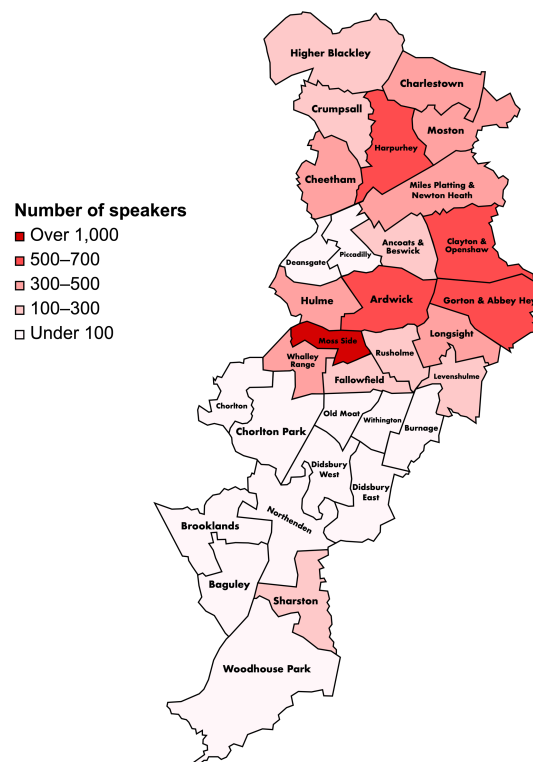 Higher Blackley
Charlestown
Crumpsall
Moston
Harpurhey
Cheetham
Miles Platting &
Newton Heath
Number of speakers
Over 1,000
500–700
300–500
100–300
Under 100
Deansgate
Piccadilly
Ancoats &
Beswick
Clayton &
Openshaw
Hulme
Ardwick
Gorton & Abbey Hey
Moss Side
Longsight
Whalley
Range
Rusholme
Fallowfield
Levenshulme
Chorlton
Chorlton Park
Old Moat
Withington
Burnage
Didsbury
West
Didsbury
East
Northenden
Brooklands
Baguley
Sharston
Woodhouse Park